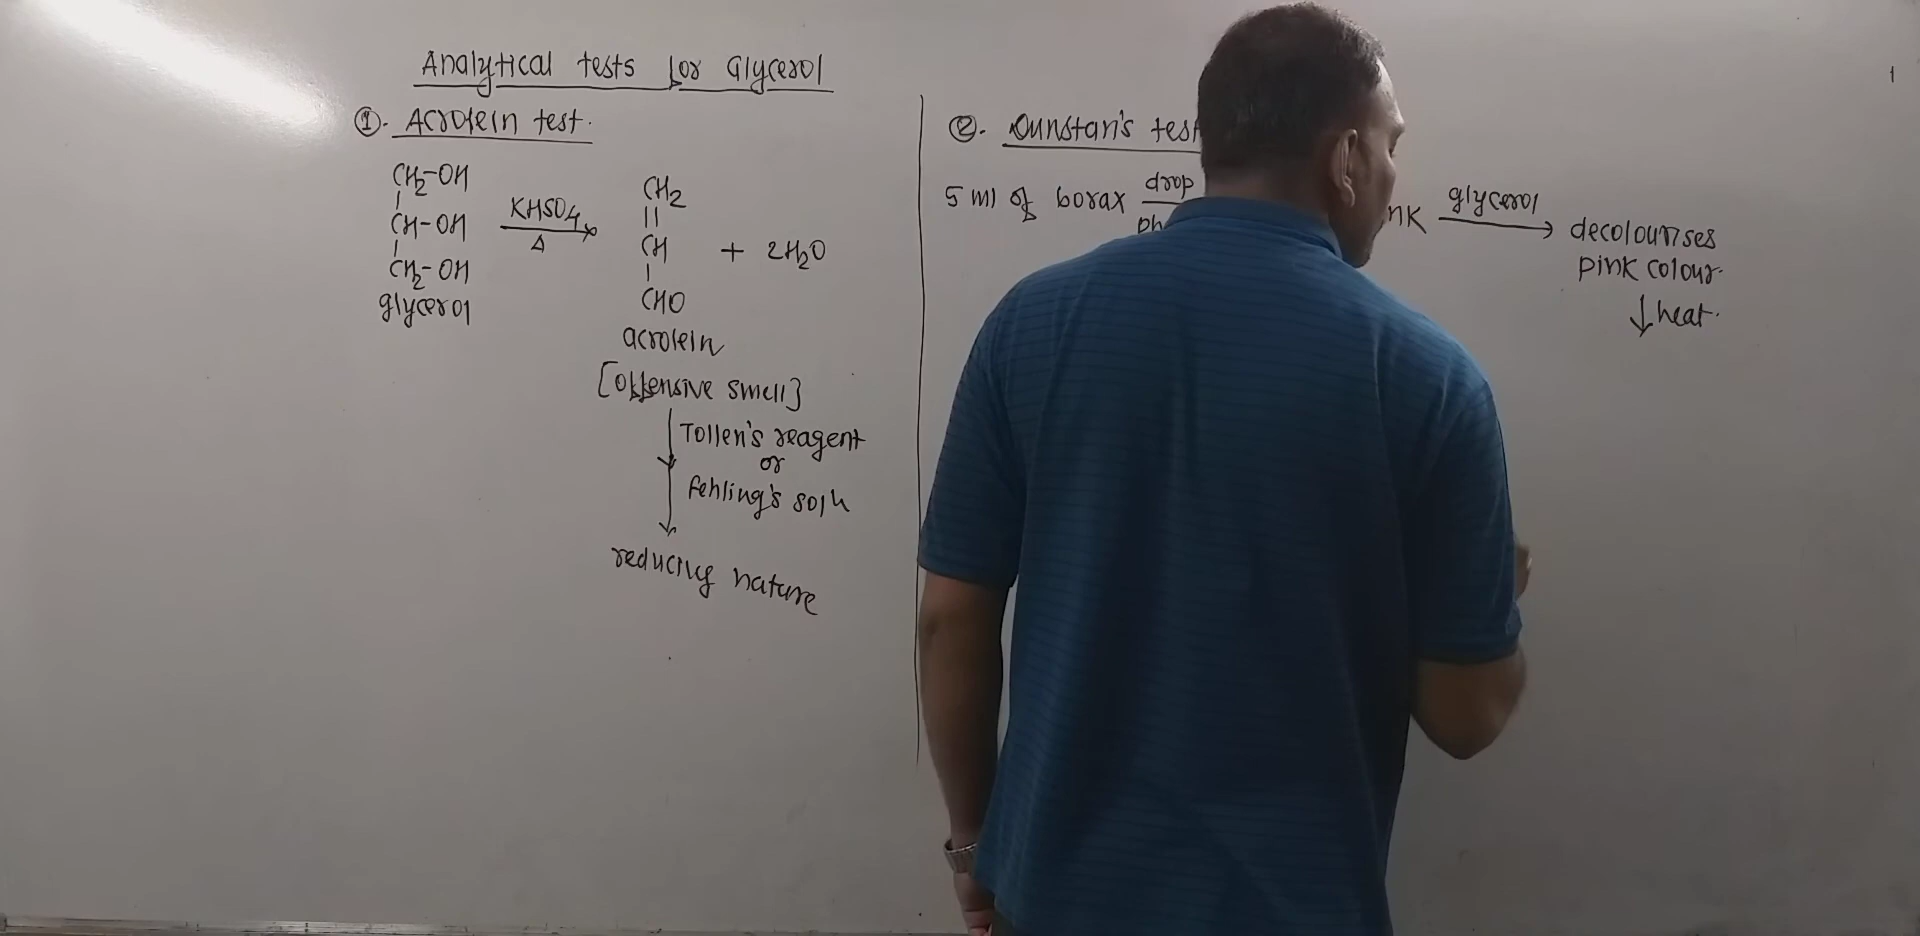 Analytical tests for Glycerol
①. Acrolein test.
CH2-OH
CH-OH
CH2-OH
glycerol
KHSO4
Δ
CH2
||
CH
CHO
acrolein
+ 2H2O
[offensive smell]
Tollen's reagent
or
Fehling's soln
reducing nature
②. Dunstan's test
5 ml of borax
drop
ph
nk
glycerol
decolourises
pink colour.
heat.